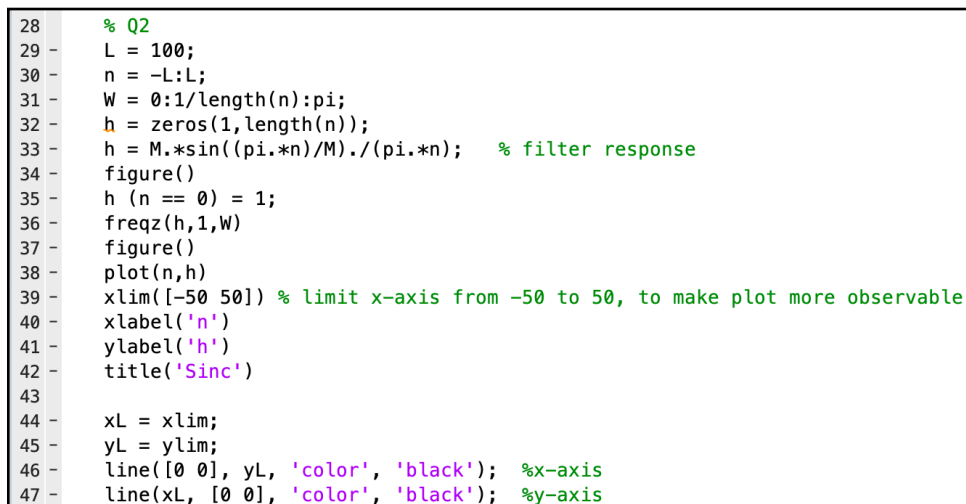 28 % Q2
29 - L = 100;
30 - n = -L:L;
31 - W = 0:1/length(n):pi;
32 - h = zeros(1,length(n));
33 - h = M.*sin((pi.*n)/M)./(pi.*n); % filter response
34 - figure()
35 - h (n == 0) = 1;
36 - freqz(h,1,W)
37 - figure()
38 - plot(n,h)
39 - xlim([-50 50]) % limit x-axis from -50 to 50, to make plot more observable
40 - xlabel('n')
41 - ylabel('h')
42 - title('Sinc')
43
44 - xL = xlim;
45 - yL = ylim;
46 - line([0 0], yL, 'color', 'black'); %x-axis
47 - line(xL, [0 0], 'color', 'black'); %y-axis